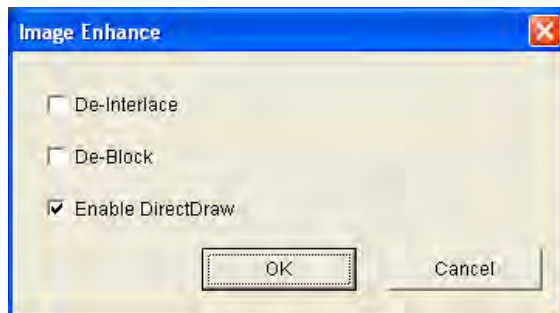 Image Enhance
De-Interlace
De-Block
Enable DirectDraw
OK Cancel